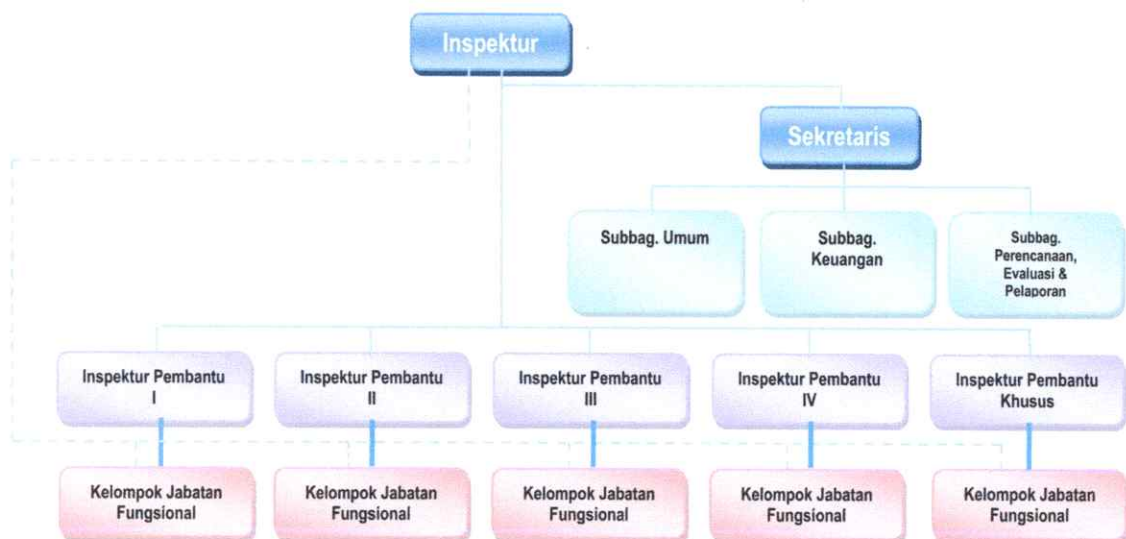 Inspektur
Sekretaris
Subbag. Umum
Subbag.
Keuangan
Subbag.
Perencanaan,
Evaluasi &
Pelaporan
Inspektur Pembantu
I
Inspektur Pembantu
II
Inspektur Pembantu
III
Inspektur Pembantu
IV
Inspektur Pembantu
Khusus
Kelompok Jabatan
Fungsional
Kelompok Jabatan
Fungsional
Kelompok Jabatan
Fungsional
Kelompok Jabatan
Fungsional
Kelompok Jabatan
Fungsional